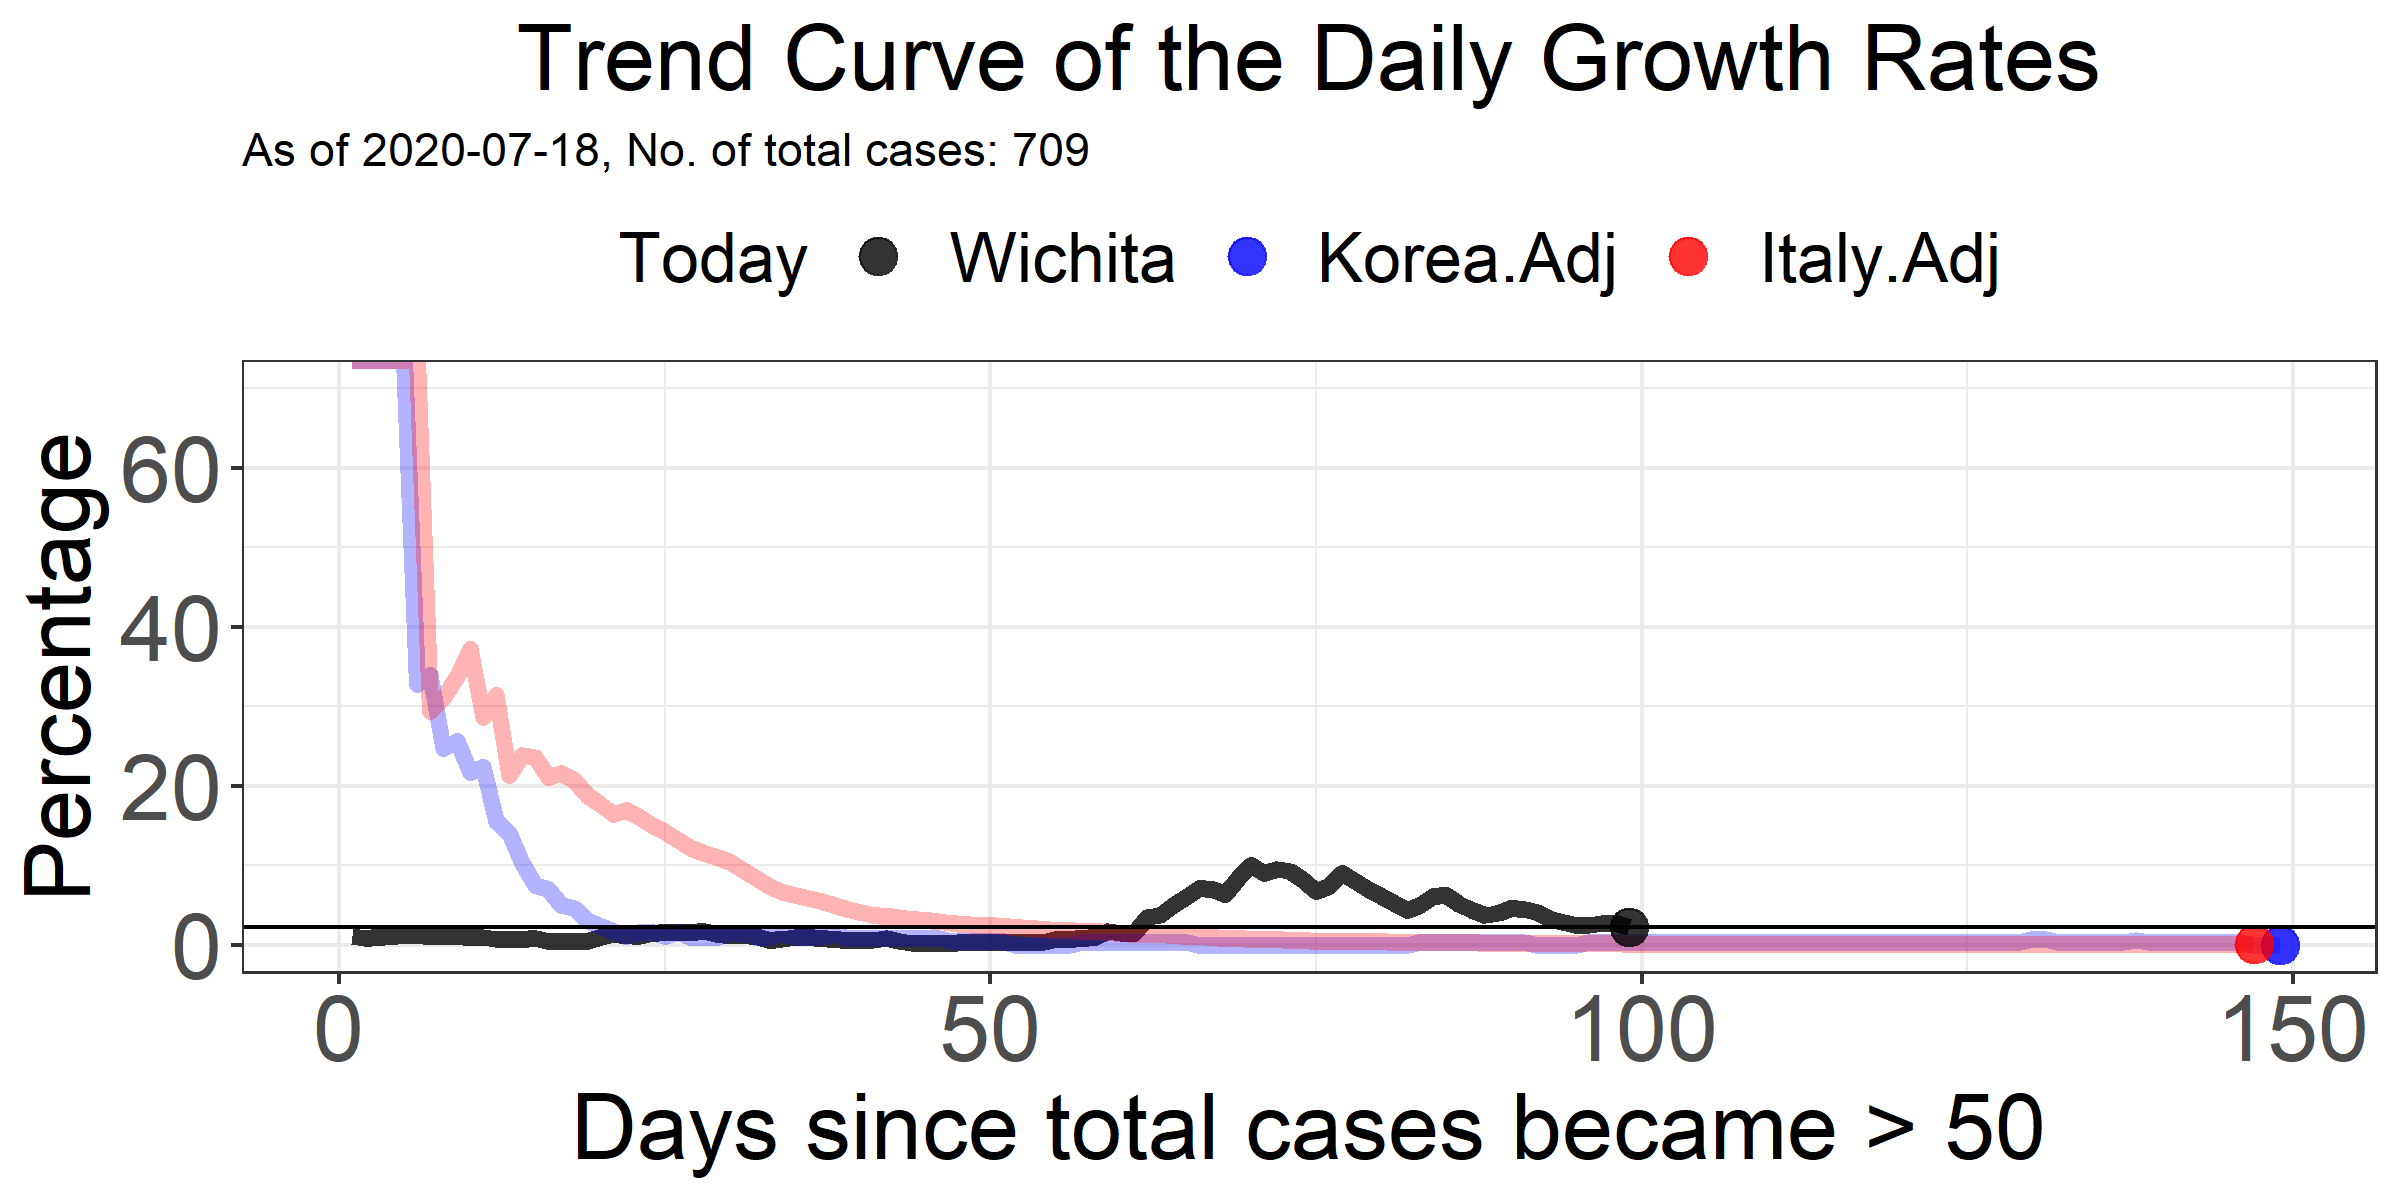 Trend Curve of the Daily Growth Rates
As of 2020-07-18, No. of total cases: 709
Today Wichita Korea.Adj Italy.Adj
Percentage
60
40
20
0
0 50 100 150
Days since total cases became > 50